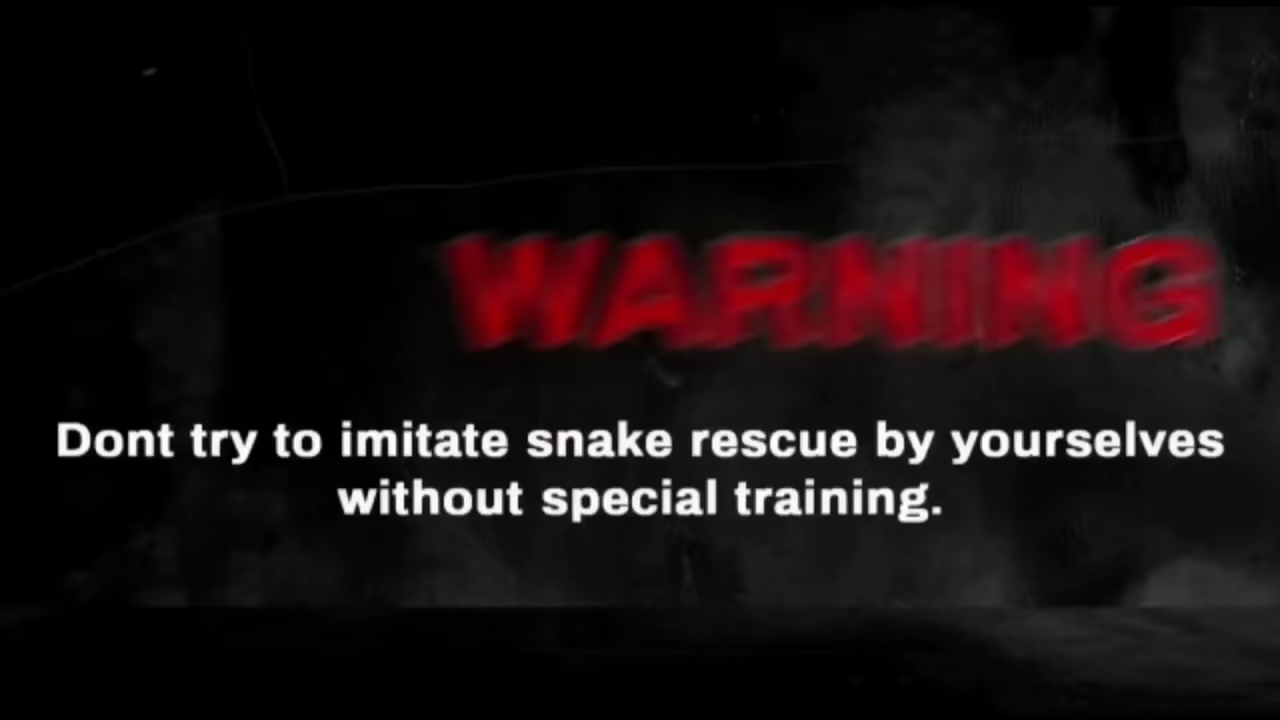 WARNING
Dont try to imitate snake rescue by yourselves
without special training.